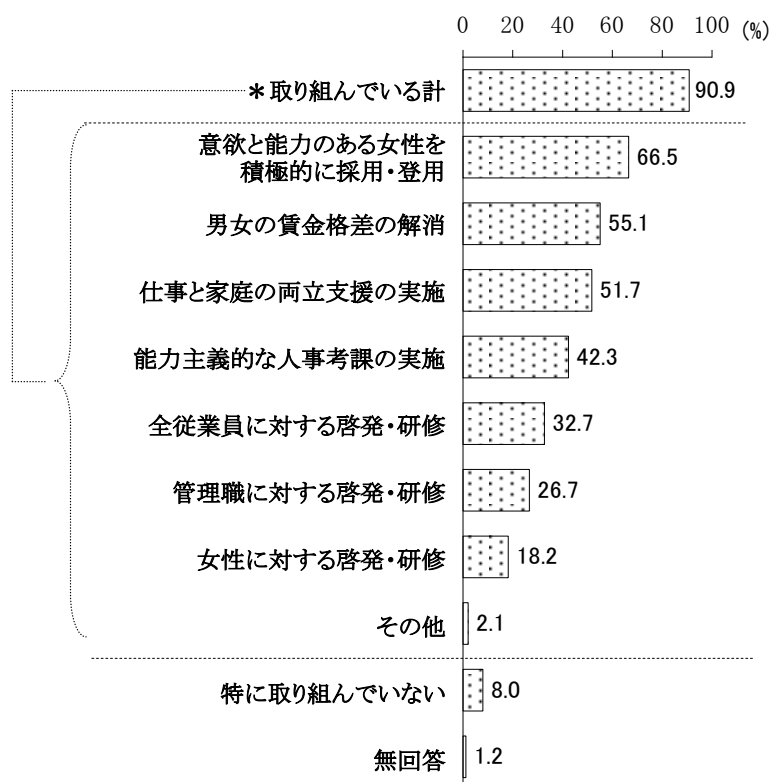 0 20 40 60 80 100 (%)
＊取り組んでいる計 90.9
意欲と能力のある女性を
積極的に採用・登用 66.5
男女の賃金格差の解消 55.1
仕事と家庭の両立支援の実施 51.7
能力主義的な人事考課の実施 42.3
全従業員に対する啓発・研修 32.7
管理職に対する啓発・研修 26.7
女性に対する啓発・研修 18.2
その他 2.1
特に取り組んでいない 8.0
無回答 1.2